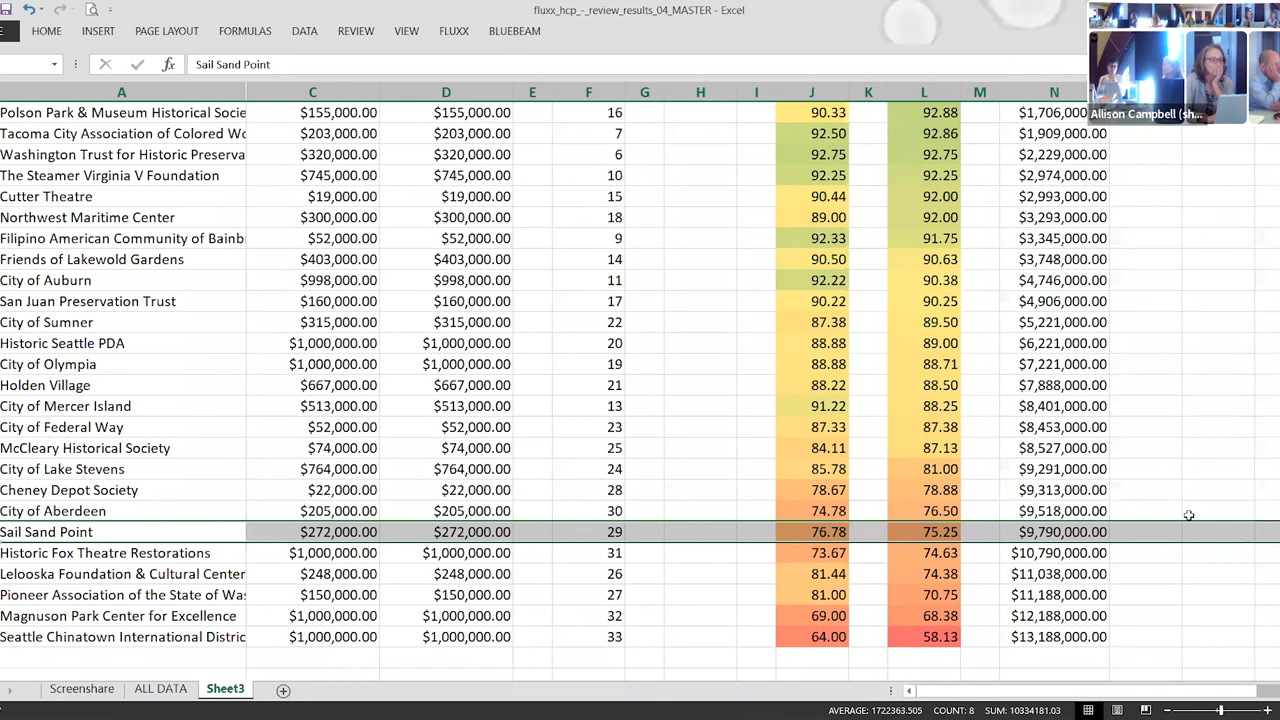 fluxx_hcp_-_review_results_04_MASTER - Excel
HOME INSERT PAGE LAYOUT FORMULAS DATA REVIEW VIEW FLUXX BLUEBEAM
fx Sail Sand Point
A C D E F G H I J K L M N
Polson Park & Museum Historical Socie $155,000.00 $155,000.00 16 90.33 92.88 $1,706,000.00
Tacoma City Association of Colored Wo $203,000.00 $203,000.00 7 92.50 92.86 $1,909,000.00
Washington Trust for Historic Preserva $320,000.00 $320,000.00 6 92.75 92.75 $2,229,000.00
The Steamer Virginia V Foundation $745,000.00 $745,000.00 10 92.25 92.25 $2,974,000.00
Cutter Theatre $19,000.00 $19,000.00 15 90.44 92.00 $2,993,000.00
Northwest Maritime Center $300,000.00 $300,000.00 18 89.00 92.00 $3,293,000.00
Filipino American Community of Bainb $52,000.00 $52,000.00 9 92.33 91.75 $3,345,000.00
Friends of Lakewold Gardens $403,000.00 $403,000.00 14 90.50 90.63 $3,748,000.00
City of Auburn $998,000.00 $998,000.00 11 92.22 90.38 $4,746,000.00
San Juan Preservation Trust $160,000.00 $160,000.00 17 90.22 90.25 $4,906,000.00
City of Sumner $315,000.00 $315,000.00 22 87.38 89.50 $5,221,000.00
Historic Seattle PDA $1,000,000.00 $1,000,000.00 20 88.88 89.00 $6,221,000.00
City of Olympia $1,000,000.00 $1,000,000.00 19 88.88 88.71 $7,221,000.00
Holden Village $667,000.00 $667,000.00 21 88.22 88.50 $7,888,000.00
City of Mercer Island $513,000.00 $513,000.00 13 91.22 88.25 $8,401,000.00
City of Federal Way $52,000.00 $52,000.00 23 87.33 87.38 $8,453,000.00
McCleary Historical Society $74,000.00 $74,000.00 25 84.11 87.13 $8,527,000.00
City of Lake Stevens $764,000.00 $764,000.00 24 85.78 81.00 $9,291,000.00
Cheney Depot Society $22,000.00 $22,000.00 28 78.67 78.88 $9,313,000.00
City of Aberdeen $205,000.00 $205,000.00 30 74.78 76.50 $9,518,000.00
Sail Sand Point $272,000.00 $272,000.00 29 76.78 75.25 $9,790,000.00
Historic Fox Theatre Restorations $1,000,000.00 $1,000,000.00 31 73.67 74.63 $10,790,000.00
Lelooska Foundation & Cultural Center $248,000.00 $248,000.00 26 81.44 74.38 $11,038,000.00
Pioneer Association of the State of Was $150,000.00 $150,000.00 27 81.00 70.75 $11,188,000.00
Magnuson Park Center for Excellence $1,000,000.00 $1,000,000.00 32 69.00 68.38 $12,188,000.00
Seattle Chinatown International Distric $1,000,000.00 $1,000,000.00 33 64.00 58.13 $13,188,000.00
Allison Campbell (sh...
Screenshare ALL DATA Sheet3
AVERAGE: 1722363.505 COUNT: 8 SUM: 10334181.03